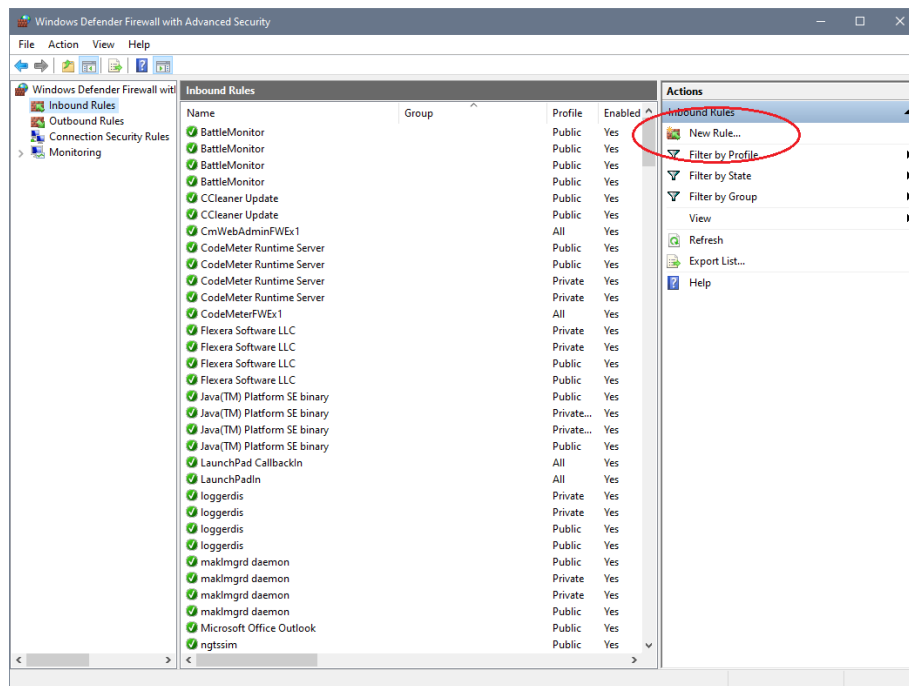 Windows Defender Firewall with Advanced Security
File Action View Help
Windows Defender Firewall witl
Inbound Rules
Outbound Rules
Connection Security Rules
Monitoring
Inbound Rules
Name Group Profile Enabled
BattleMonitor Public Yes
BattleMonitor Public Yes
BattleMonitor Public Yes
BattleMonitor Public Yes
CCleaner Update Public Yes
CCleaner Update Public Yes
CmWebAdminFWEx1 All Yes
CodeMeter Runtime Server Public Yes
CodeMeter Runtime Server Public Yes
CodeMeter Runtime Server Private Yes
CodeMeter Runtime Server Private Yes
CodeMeterFWEx1 All Yes
Flexera Software LLC Private Yes
Flexera Software LLC Private Yes
Flexera Software LLC Public Yes
Flexera Software LLC Public Yes
Java(TM) Platform SE binary Public Yes
Java(TM) Platform SE binary Private... Yes
Java(TM) Platform SE binary Private... Yes
Java(TM) Platform SE binary Public Yes
LaunchPad CallbackIn All Yes
LaunchPadIn All Yes
loggerdis Private Yes
loggerdis Private Yes
loggerdis Public Yes
loggerdis Public Yes
maklmgrd daemon Public Yes
maklmgrd daemon Private Yes
maklmgrd daemon Private Yes
maklmgrd daemon Public Yes
Microsoft Office Outlook Public Yes
ngtssim Public Yes
Actions
Inbound Rules
New Rule...
Filter by Profile
Filter by State
Filter by Group
View
Refresh
Export List...
Help